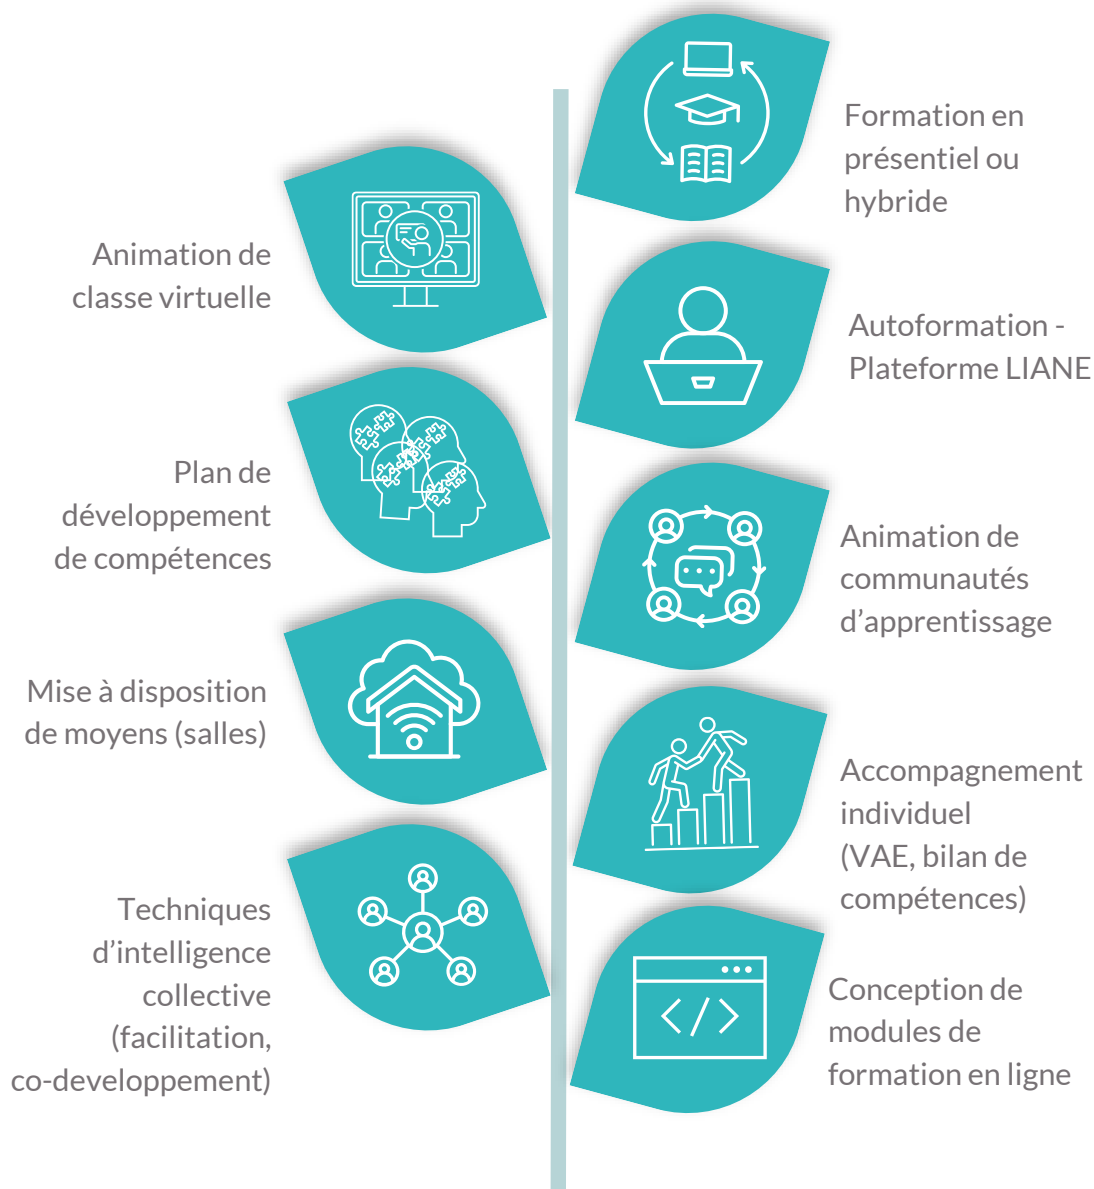 Formation en
présentiel ou
hybride
Animation de
classe virtuelle
Autoformation -
Plateforme LIANE
Plan de
développement
de compétences
Animation de
communautés
d’apprentissage
Mise à disposition
de moyens (salles)
Accompagnement
individuel
(VAE, bilan de
compétences)
Techniques
d’intelligence
collective
(facilitation,
co-developpement)
Conception de
modules de
formation en ligne